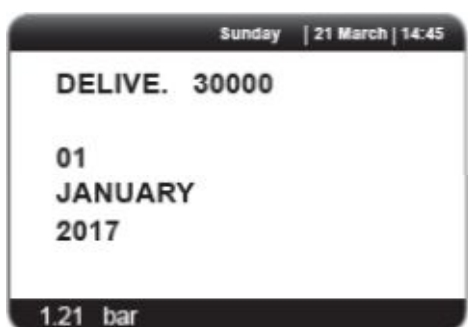 Sunday | 21 March | 14:45
DELIVE. 30000
01
JANUARY
2017
1.21 bar